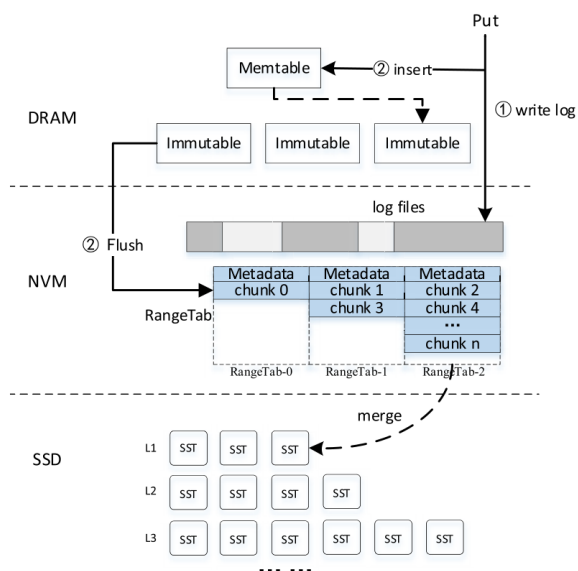 Put
Memtable
② insert
① write log
DRAM
Immutable Immutable Immutable
log files
② Flush
NVM
Metadata Metadata Metadata
chunk 0 chunk 1 chunk 2
RangeTab
chunk 3 chunk 4
...
chunk n
RangeTab-0 RangeTab-1 RangeTab-2
merge
SSD
L1 SST SST SST
L2 SST SST SST SST
L3 SST SST SST SST SST SST
... ...